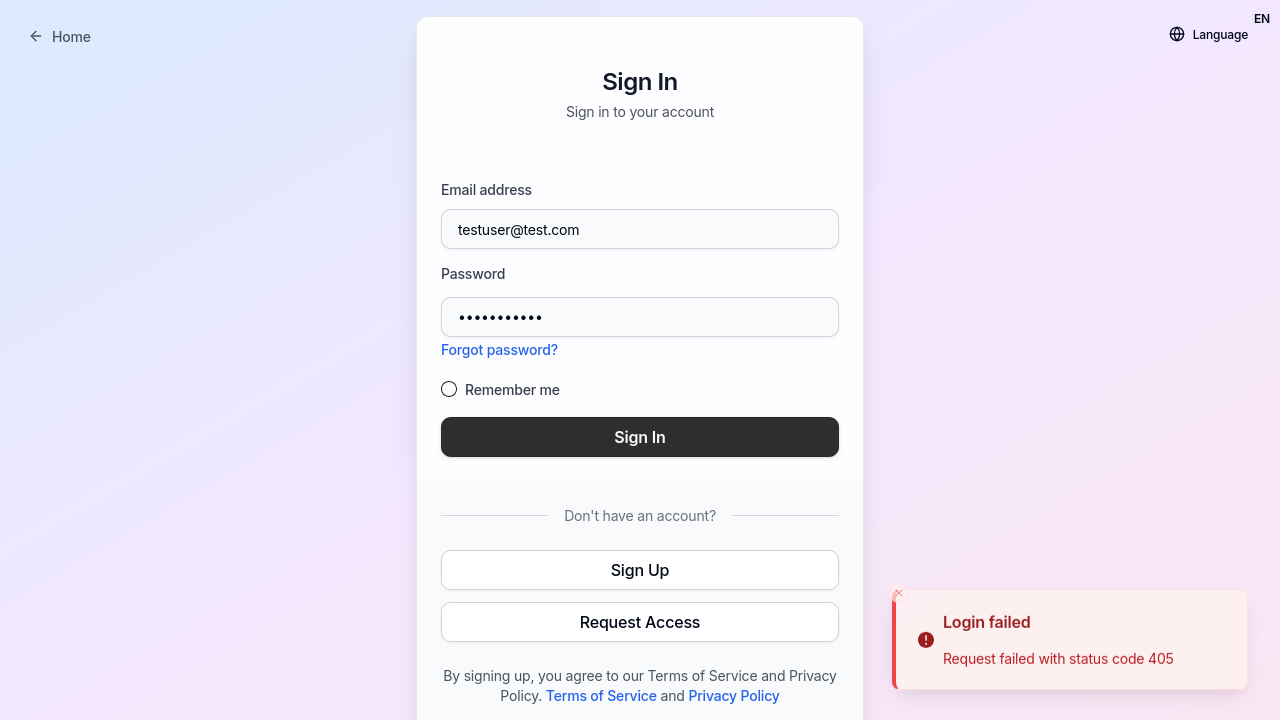 Home
EN
Language
Sign In
Sign in to your account
Email address
testuser@test.com
Password
•••••••••••
Forgot password?
Remember me
Sign In
Don't have an account?
Sign Up
Request Access
By signing up, you agree to our Terms of Service and Privacy
Policy. Terms of Service and Privacy Policy
Login failed
Request failed with status code 405